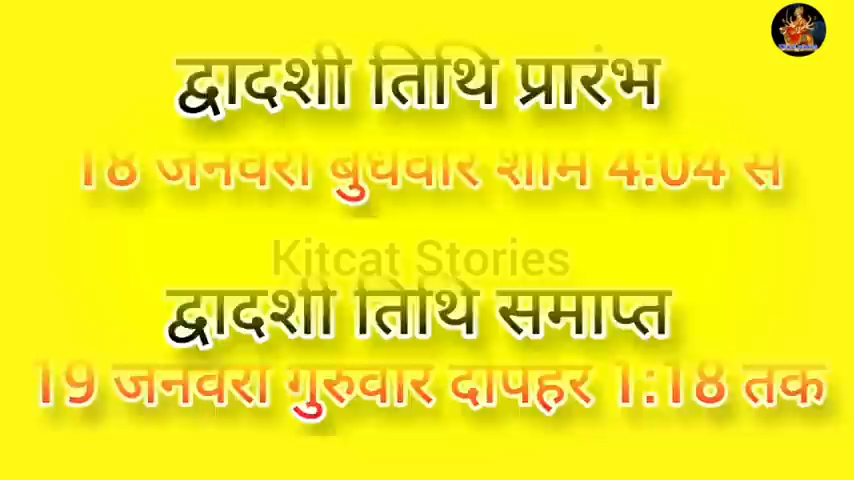 द्वादशी तिथि प्रारंभ
18 जनवरी बुधवार शाम 4:04 से
Kitcat Stories
द्वादशी तिथि समाप्त
19 जनवरी गुरुवार दोपहर 1:18 तक